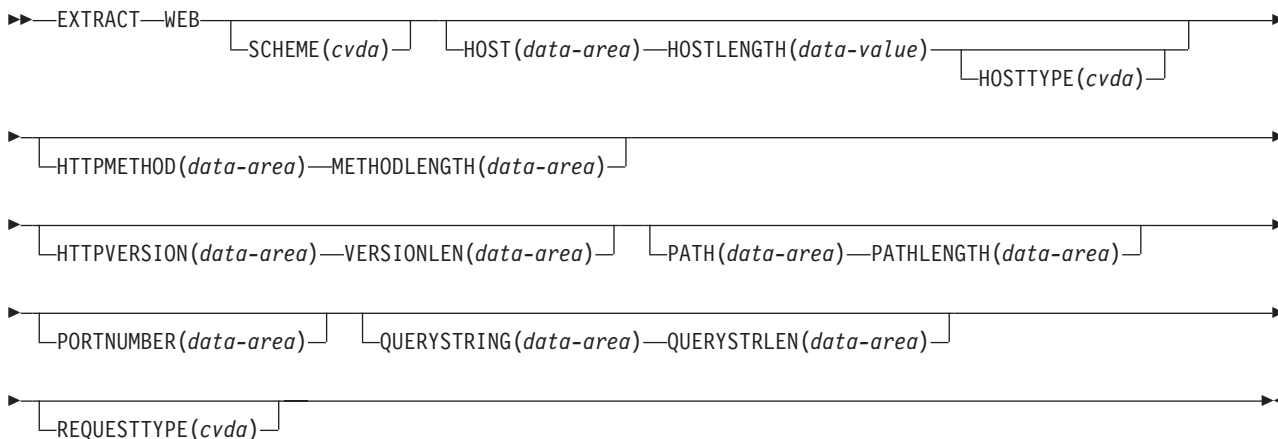 EXTRACT WEB
SCHEME(cvda) HOST(data-area) HOSTLENGTH(data-value)
HOSTTYPE(cvda)
HTTPMETHOD(data-area) METHODLENGTH(data-area)
HTTPVERSION(data-area) VERSIONLEN(data-area) PATH(data-area) PATHLENGTH(data-area)
PORTNUMBER(data-area) QUERYSTRING(data-area) QUERYSTRLEN(data-area)
REQUESTTYPE(cvda)